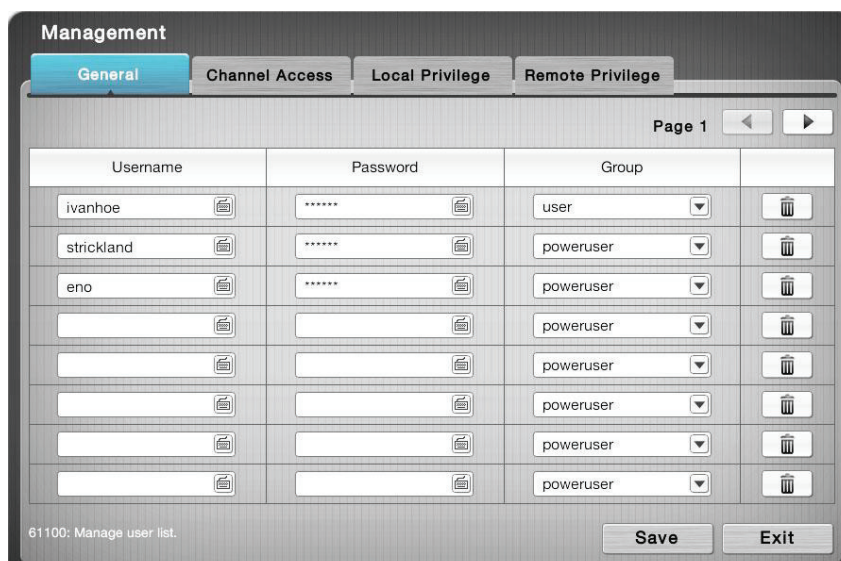 Management
General Channel Access Local Privilege Remote Privilege
Page 1
Username Password Group
ivanhoe ****** user
strickland ****** poweruser
eno ****** poweruser
poweruser
poweruser
poweruser
poweruser
poweruser
61100: Manage user list. Save Exit